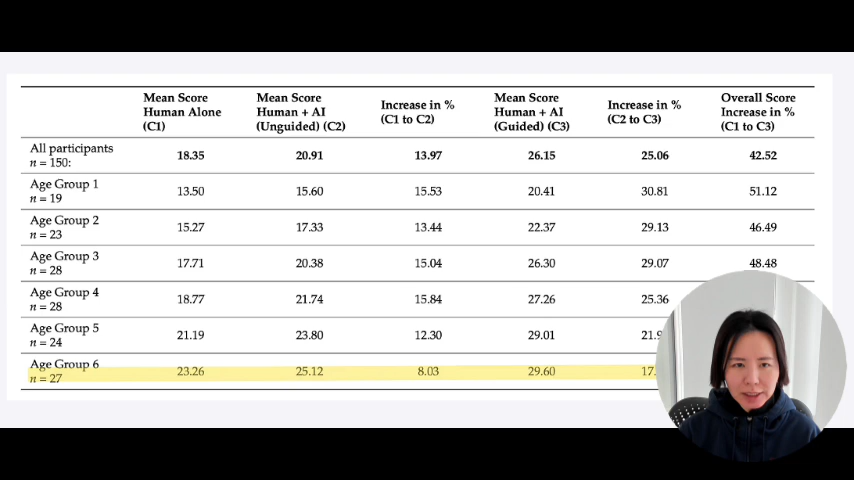 Mean Score Human Alone (C1) Mean Score Human + AI (Unguided) (C2) Increase in % (C1 to C2) Mean Score Human + AI (Guided) (C3) Increase in % (C2 to C3) Overall Score Increase in % (C1 to C3)
All participants n = 150: 18.35 20.91 13.97 26.15 25.06 42.52
Age Group 1 n = 19 13.50 15.60 15.53 20.41 30.81 51.12
Age Group 2 n = 23 15.27 17.33 13.44 22.37 29.13 46.49
Age Group 3 n = 28 17.71 20.38 15.04 26.30 29.07 48.48
Age Group 4 n = 28 18.77 21.74 15.84 27.26 25.36
Age Group 5 n = 24 21.19 23.80 12.30 29.01
Age Group 6 n = 27 23.26 25.12 8.03 29.60